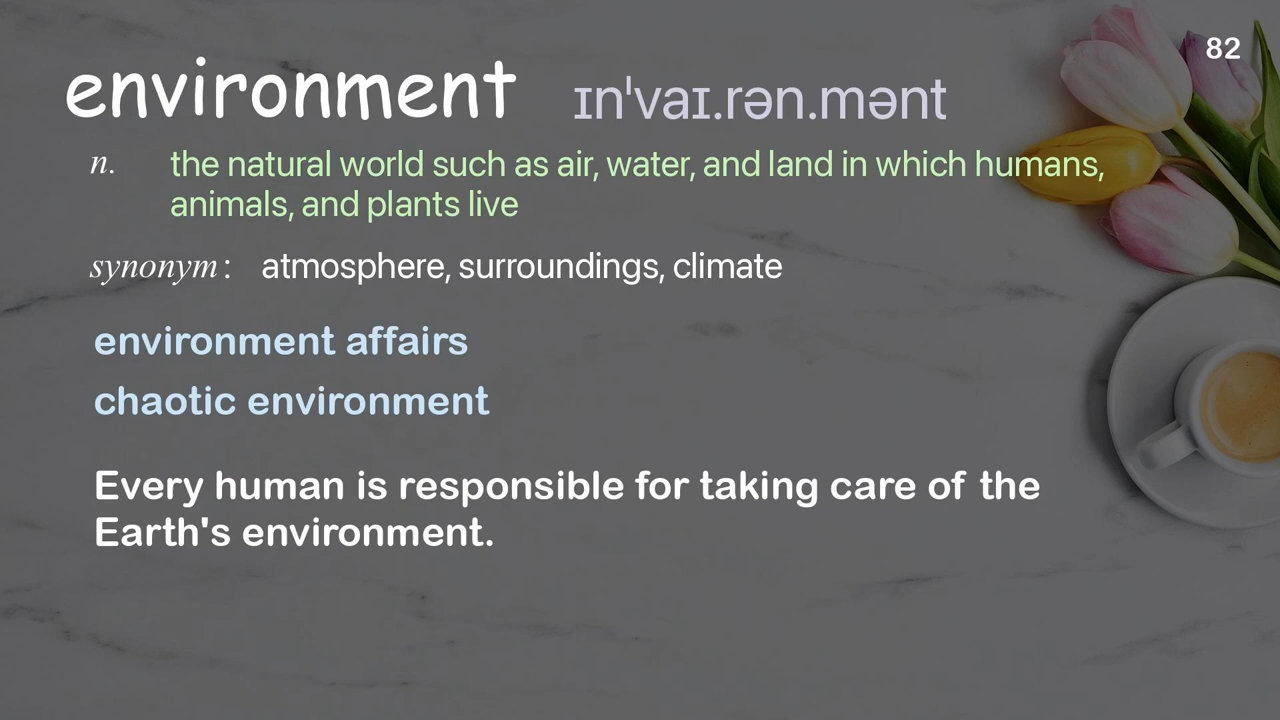 82
environment ɪnˈvaɪ.rən.mənt
n. the natural world such as air, water, and land in which humans,
animals, and plants live
synonym: atmosphere, surroundings, climate
environment affairs
chaotic environment
Every human is responsible for taking care of the
Earth's environment.